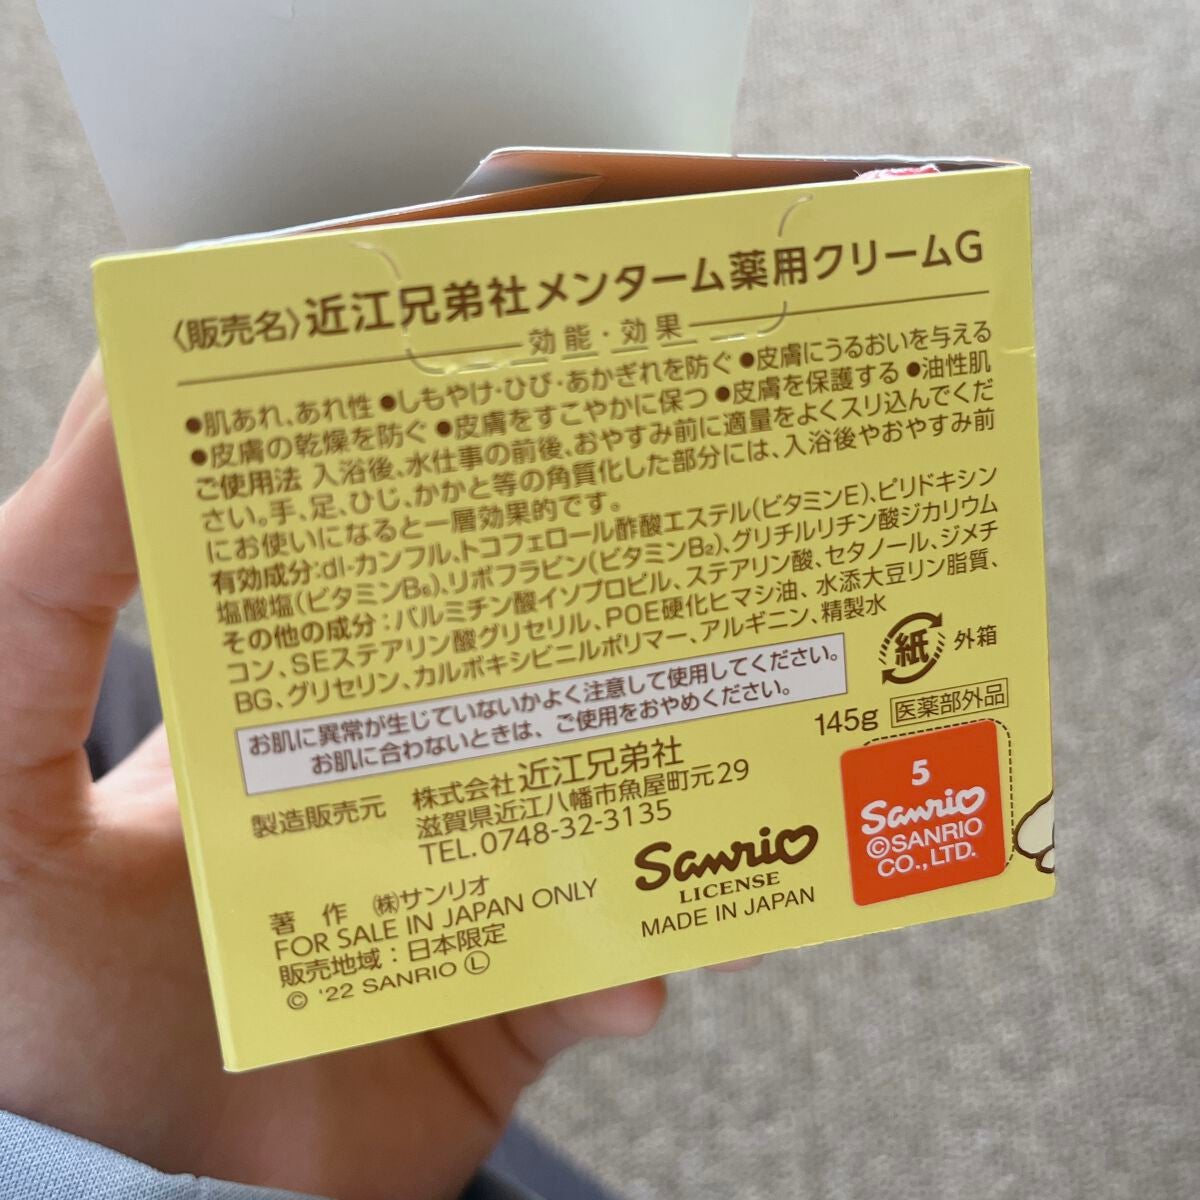 〈販売名〉近江兄弟社メンターム薬用クリームG
効能・効果
●肌あれ、あれ性 ●しもやけ・ひび・あかぎれを防ぐ ●皮膚にうるおいを与える
●皮膚の乾燥を防ぐ ●皮膚をすこやかに保つ ●皮膚を保護する ●油性肌
ご使用法 入浴後、水仕事の前後、おやすみ前に適量をよくスリ込んでくだ
さい。手、足、ひじ、かかと等の角質化した部分には、入浴後やおやすみ前
にお使いになると一層効果的です。
有効成分:dl-カンフル、トコフェロール酢酸エステル(ビタミンE)、ピリドキシン
塩酸塩(ビタミンB₆)、リボフラビン(ビタミンB₂)、グリチルリチン酸ジカリウム
その他の成分:パルミチン酸イソプロピル、ステアリン酸、セタノール、ジメチ
コン、SEステアリン酸グリセリル、POE硬化ヒマシ油、水添大豆リン脂質、
BG、グリセリン、カルボキシビニルポリマー、アルギニン、精製水
お肌に異常が生じていないかよく注意して使用してください。
お肌に合わないときは、ご使用をおやめください。
紙 外箱
145g 医薬部外品
製造販売元 株式会社 近江兄弟社
滋賀県近江八幡市魚屋町元29
TEL.0748-32-3135
著 作 ㈱サンリオ
FOR SALE IN JAPAN ONLY
販売地域:日本限定
© '22 SANRIO Ⓛ
Sanrio
LICENSE
MADE IN JAPAN
5
Sanrio
©SANRIO
CO.,LTD.